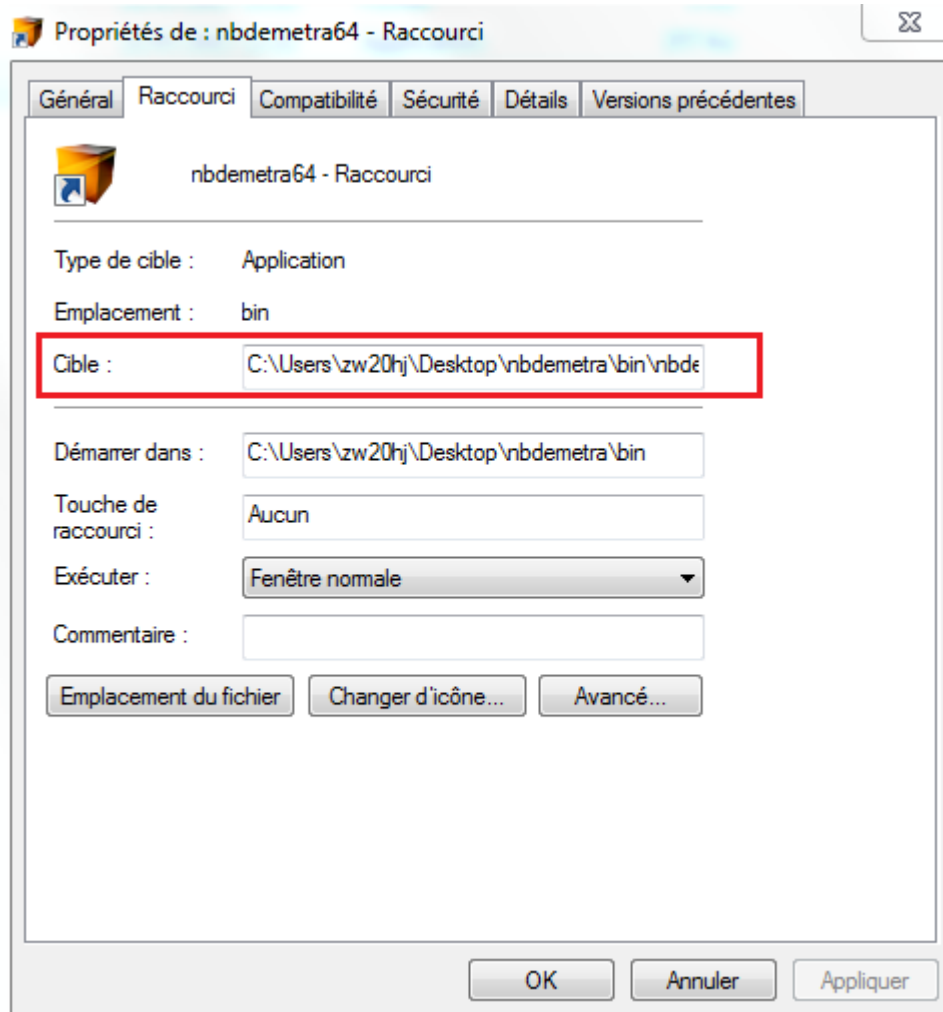 Propriétés de : nbdemetra64 - Raccourci
Général Raccourci Compatibilité Sécurité Détails Versions précédentes
nbdemetra64 - Raccourci
Type de cible : Application
Emplacement : bin
Cible : C:\Users\zw20hj\Desktop\nbdemetra\bin\nbde
Démarrer dans : C:\Users\zw20hj\Desktop\nbdemetra\bin
Touche de
raccourci : Aucun
Exécuter : Fenêtre normale
Commentaire :
Emplacement du fichier Changer d'icône... Avancé...
OK Annuler Appliquer